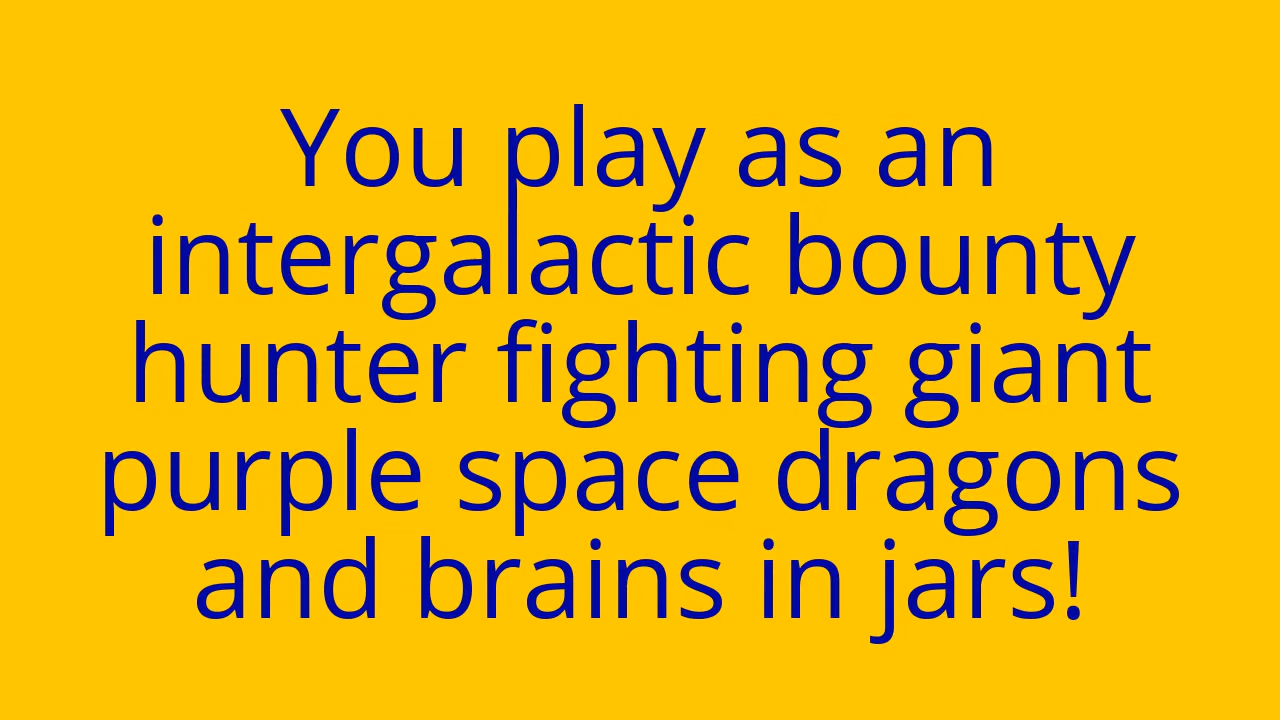 You play as an
intergalactic bounty
hunter fighting giant
purple space dragons
and brains in jars!